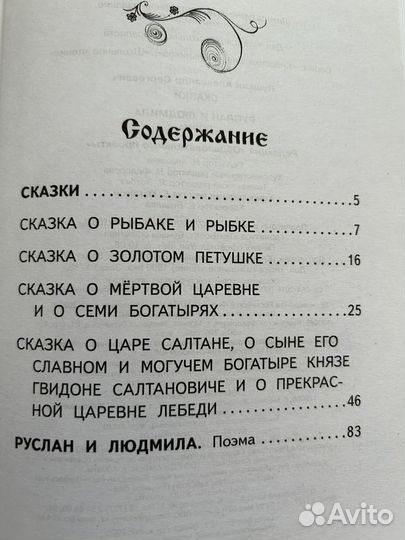 Содержание
СКАЗКИ 5
СКАЗКА О РЫБАКЕ И РЫБКЕ 7
СКАЗКА О ЗОЛОТОМ ПЕТУШКЕ 16
СКАЗКА О МЁРТВОЙ ЦАРЕВНЕ
И О СЕМИ БОГАТЫРЯХ 25
СКАЗКА О ЦАРЕ САЛТАНЕ, О СЫНЕ ЕГО
СЛАВНОМ И МОГУЧЕМ БОГАТЫРЕ КНЯЗЕ
ГВИДОНЕ САЛТАНОВИЧЕ И О ПРЕКРАС-
НОЙ ЦАРЕВНЕ ЛЕБЕДИ 46
РУСЛАН И ЛЮДМИЛА. Поэма 83
Avito